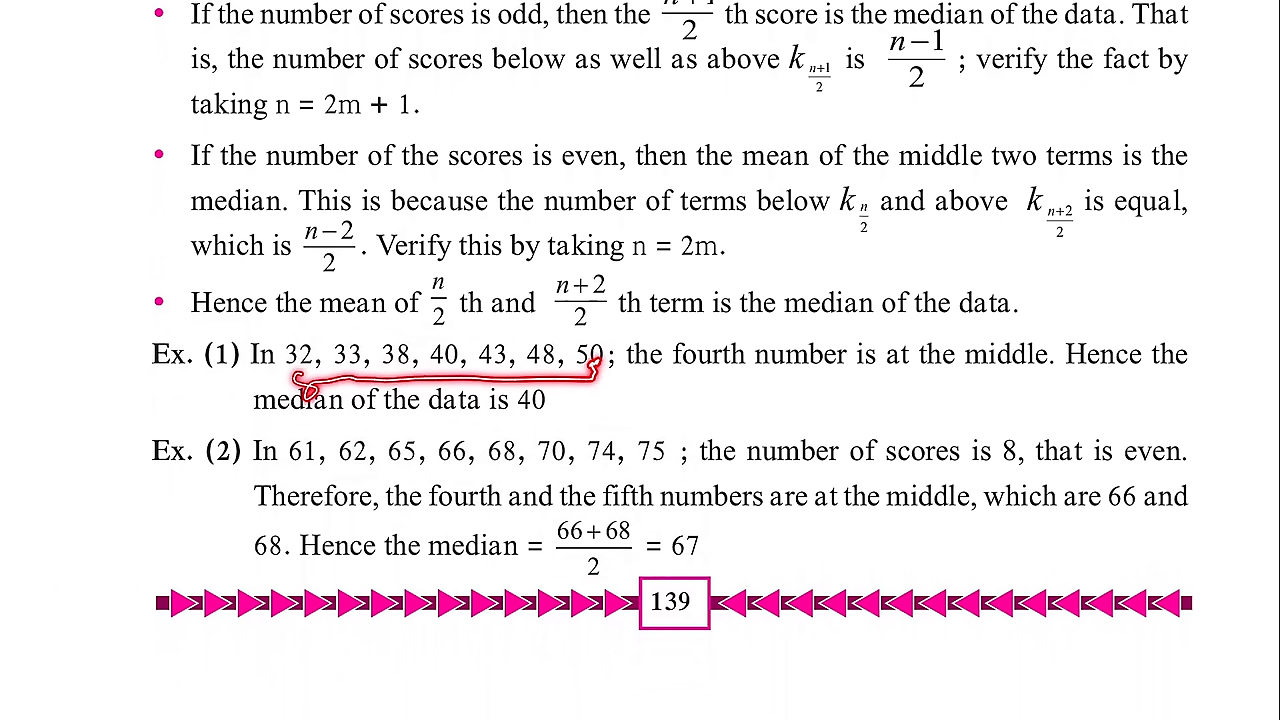 • If the number of scores is odd, then the n+1/2 th score is the median of the data. That
is, the number of scores below as well as above k n+1/2 is n−1/2 ; verify the fact by
taking n = 2m + 1.
• If the number of the scores is even, then the mean of the middle two terms is the
median. This is because the number of terms below k n/2 and above k n+2/2 is equal,
which is n−2/2 . Verify this by taking n = 2m.
• Hence the mean of n/2 th and n+2/2 th term is the median of the data.
Ex. (1) In 32, 33, 38, 40, 43, 48, 50; the fourth number is at the middle. Hence the
median of the data is 40
Ex. (2) In 61, 62, 65, 66, 68, 70, 74, 75 ; the number of scores is 8, that is even.
Therefore, the fourth and the fifth numbers are at the middle, which are 66 and
68. Hence the median = 66+68/2 = 67
139